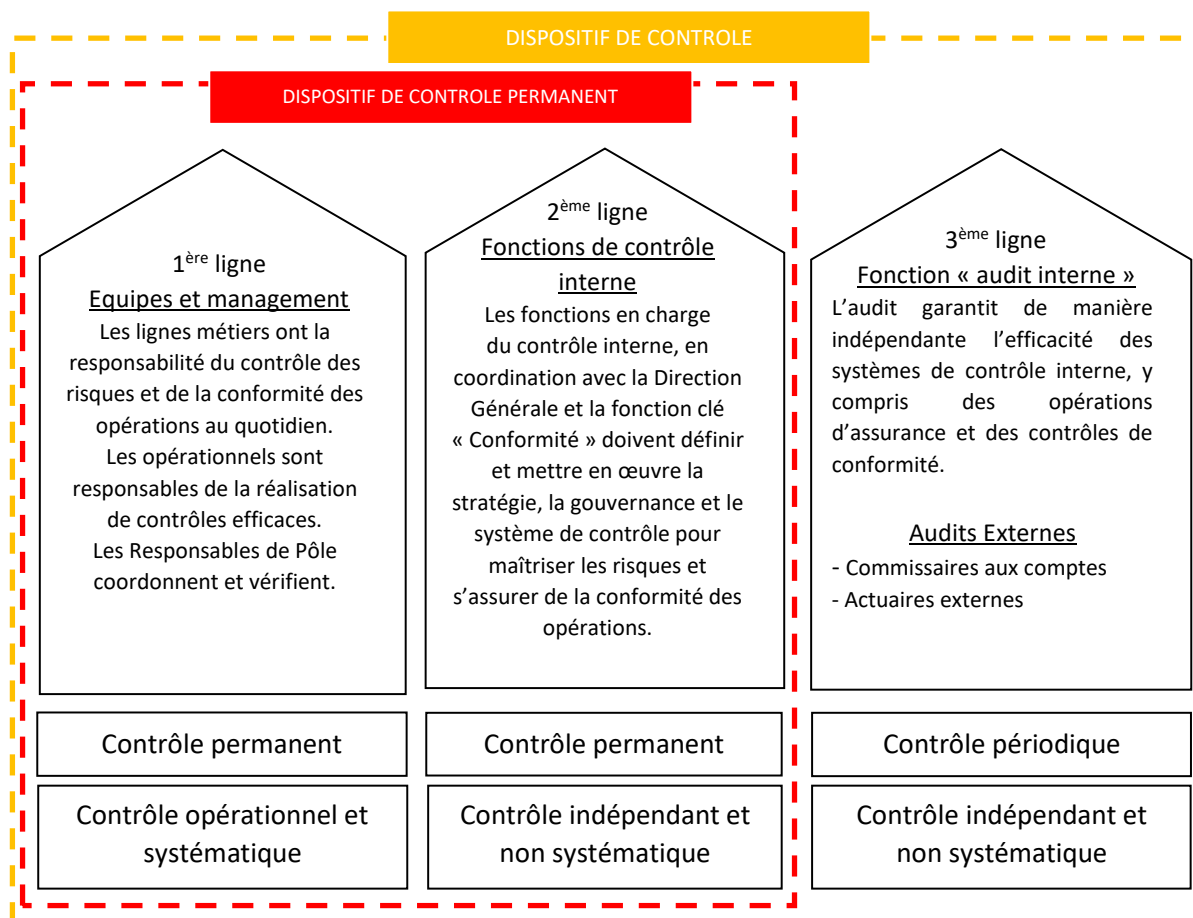 DISPOSITIF DE CONTROLE
DISPOSITIF DE CONTROLE PERMANENT
1ère ligne
Equipes et management
Les lignes métiers ont la
responsabilité du contrôle des
risques et de la conformité des
opérations au quotidien.
Les opérationnels sont
responsables de la réalisation
de contrôles efficaces.
Les Responsables de Pôle
coordonnent et vérifient.
2ème ligne
Fonctions de contrôle
interne
Les fonctions en charge
du contrôle interne, en
coordination avec la Direction
Générale et la fonction clé
« Conformité » doivent définir
et mettre en œuvre la
stratégie, la gouvernance et le
système de contrôle pour
maîtriser les risques et
s’assurer de la conformité des
opérations.
3ème ligne
Fonction « audit interne »
L’audit garantit de manière
indépendante l’efficacité des
systèmes de contrôle interne, y
compris des opérations
d’assurance et des contrôles de
conformité.
Audits Externes
- Commissaires aux comptes
- Actuaires externes
Contrôle permanent
Contrôle permanent
Contrôle périodique
Contrôle opérationnel et
systématique
Contrôle indépendant et
non systématique
Contrôle indépendant et
non systématique